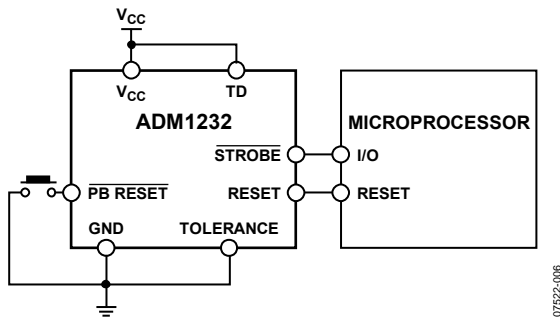 VCC
VCC TD
ADM1232
MICROPROCESSOR
STROBE I/O
PB RESET RESET RESET
GND TOLERANCE
07522-006